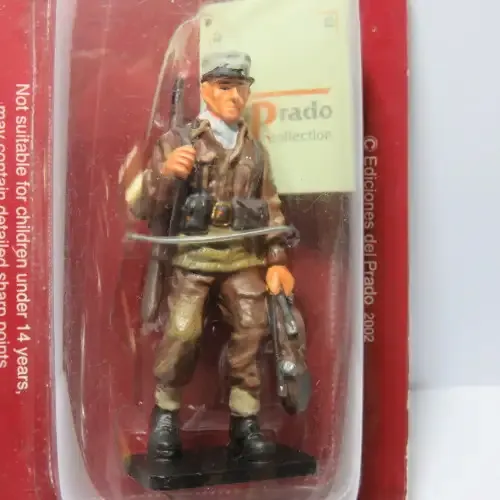 Not suitable for children under 14 years,
may contain detailed sharp points
Prado
collection
© Ediciones del Prado 2002